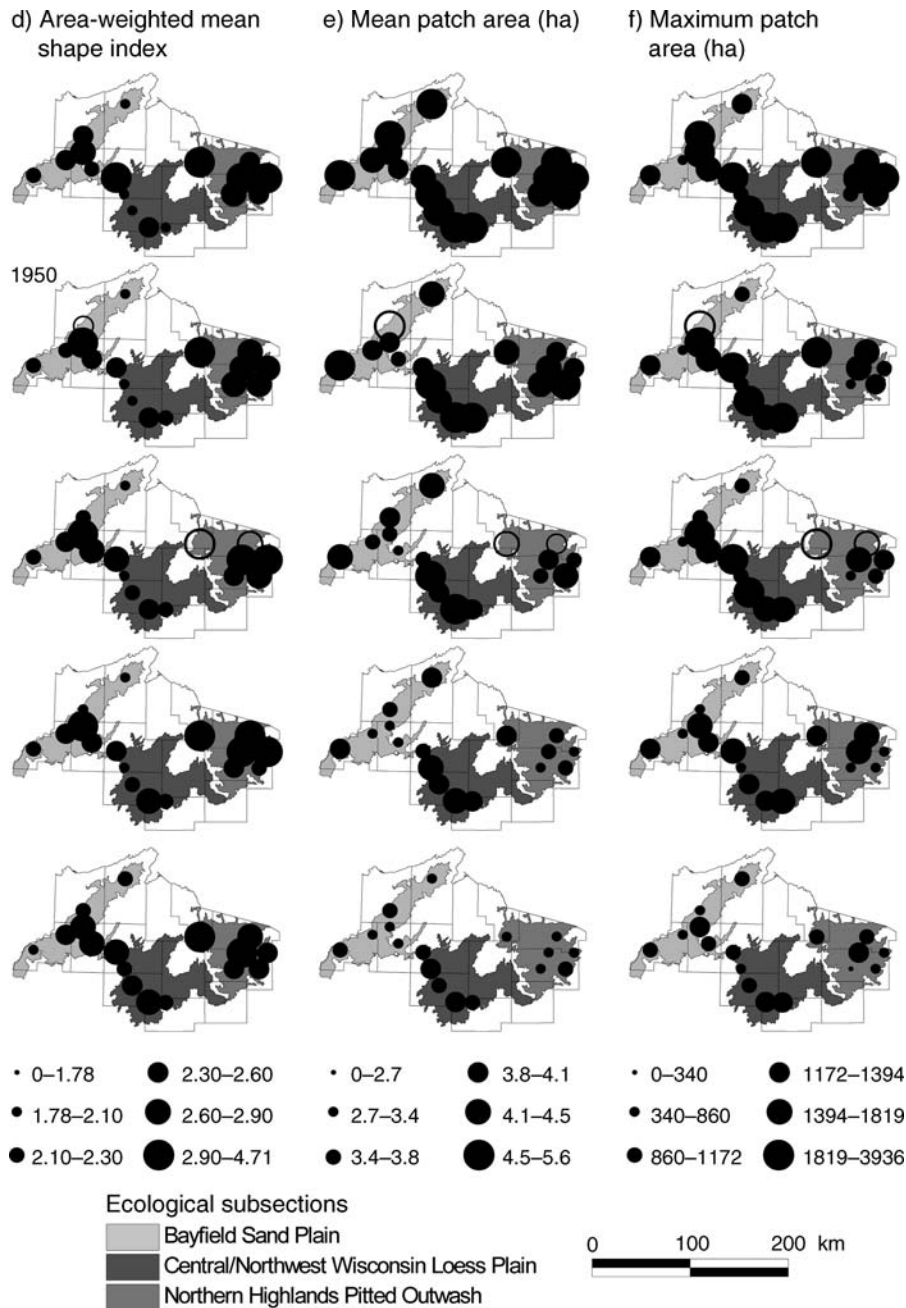 d) Area-weighted mean
shape index
e) Mean patch area (ha)
f) Maximum patch
area (ha)
1950
0–1.78
2.30–2.60
1.78–2.10
2.60–2.90
2.10–2.30
2.90–4.71
0–2.7
3.8–4.1
2.7–3.4
4.1–4.5
3.4–3.8
4.5–5.6
0–340
1172–1394
340–860
1394–1819
860–1172
1819–3936
Ecological subsections
Bayfield Sand Plain
Central/Northwest Wisconsin Loess Plain
Northern Highlands Pitted Outwash
0 100 200 km